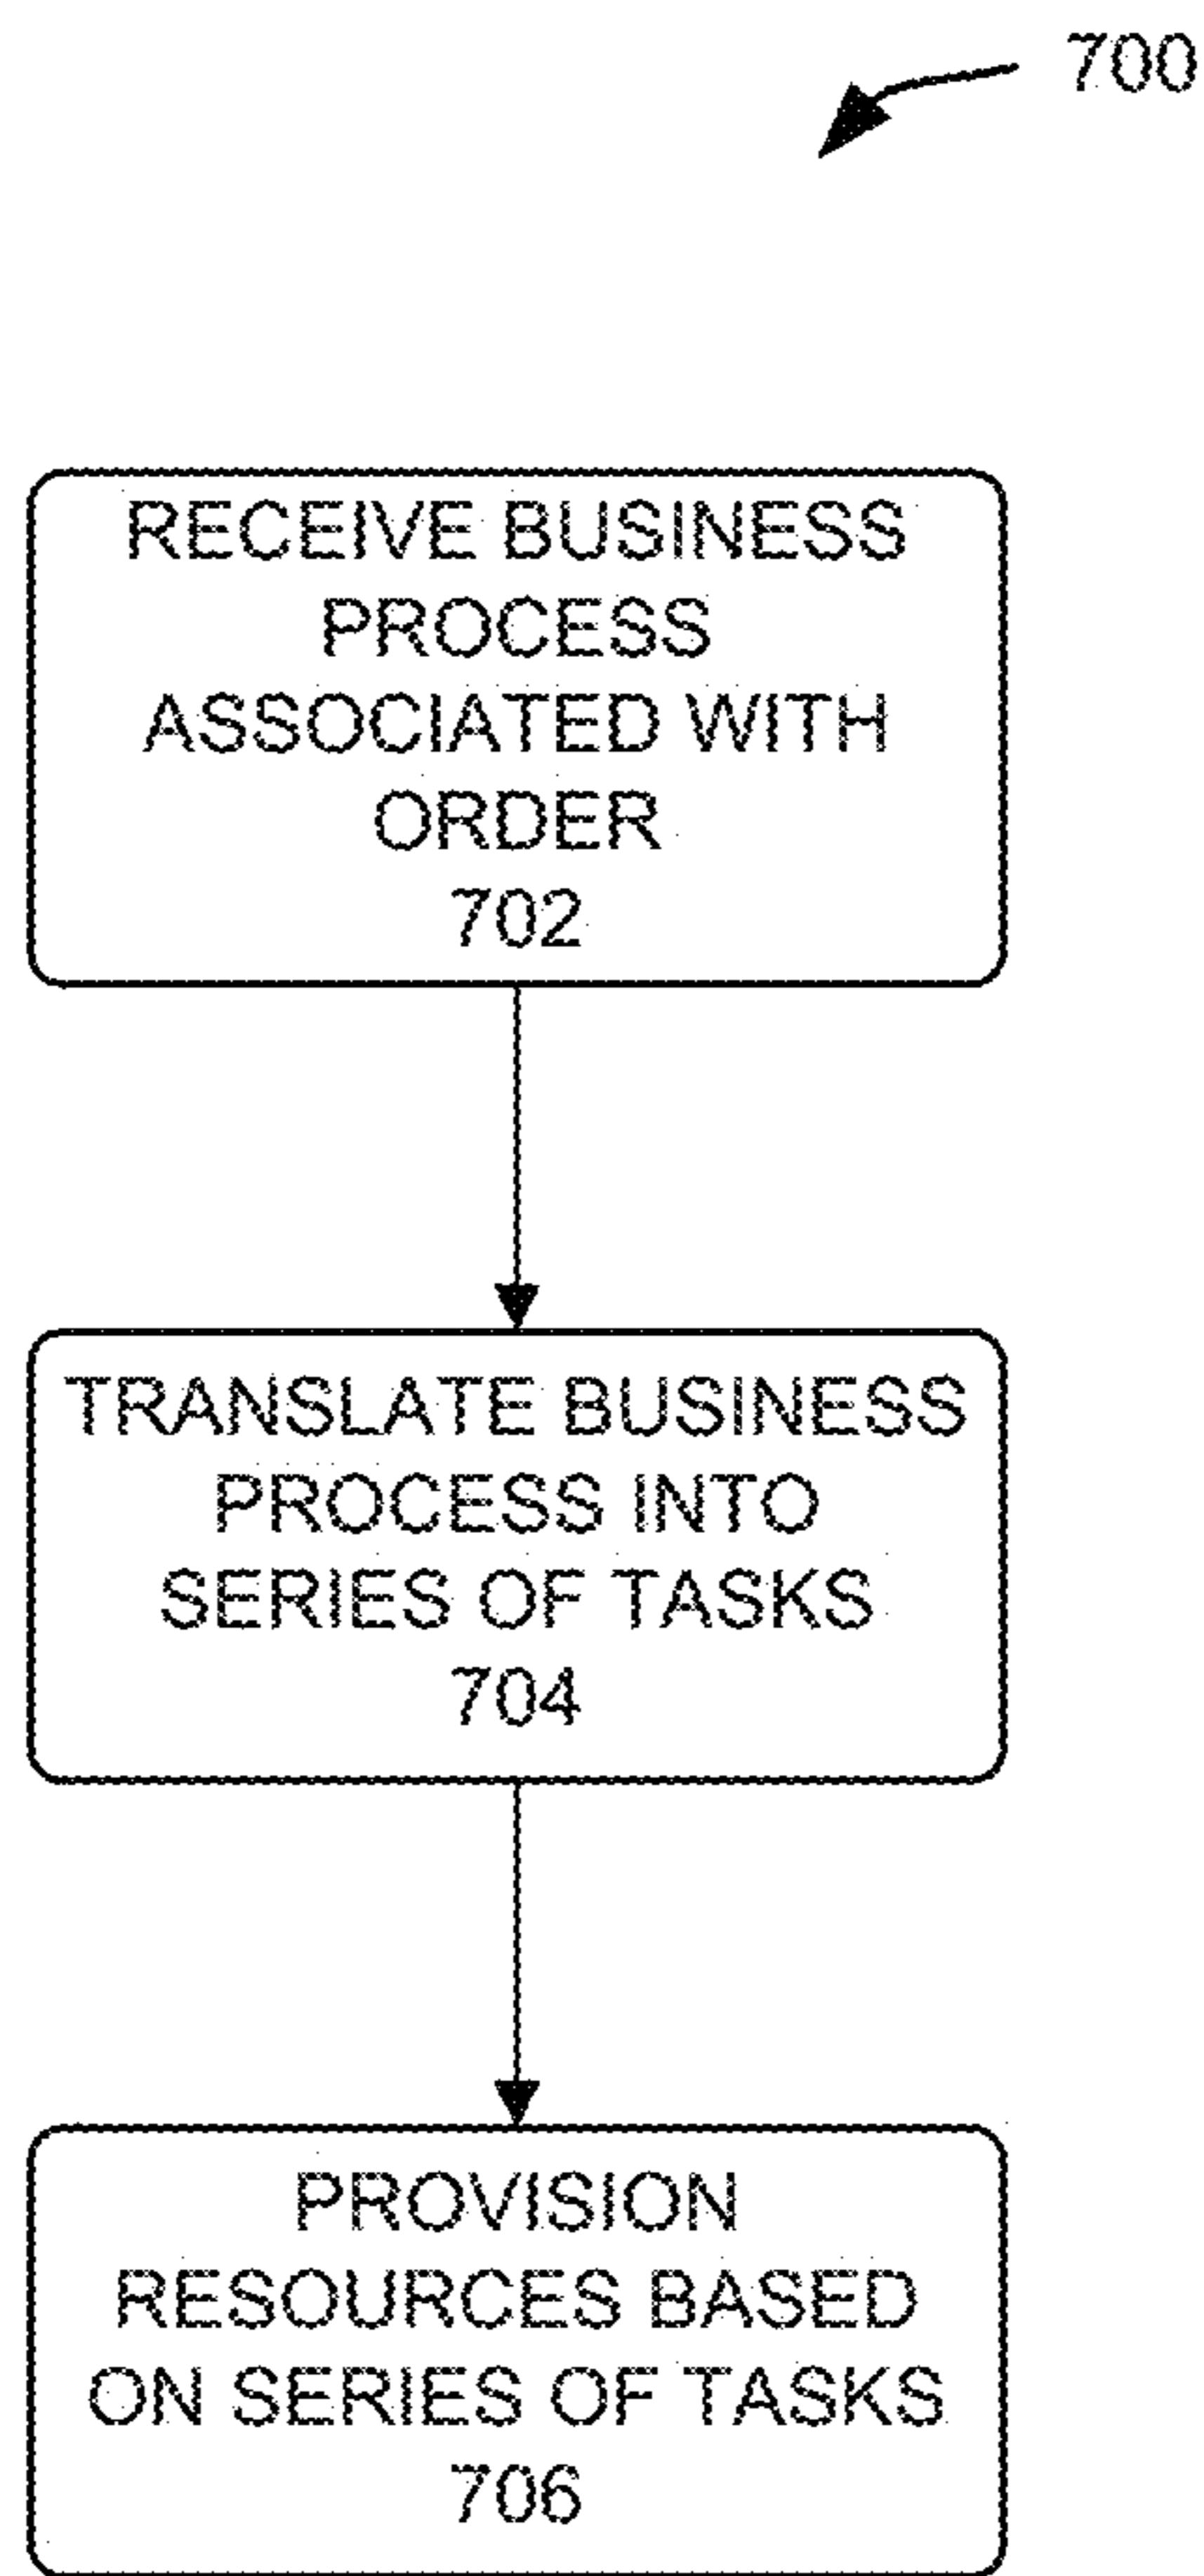 700
RECEIVE BUSINESS
PROCESS
ASSOCIATED WITH
ORDER
702
TRANSLATE BUSINESS
PROCESS INTO
SERIES OF TASKS
704
PROVISION
RESOURCES BASED
ON SERIES OF TASKS
706